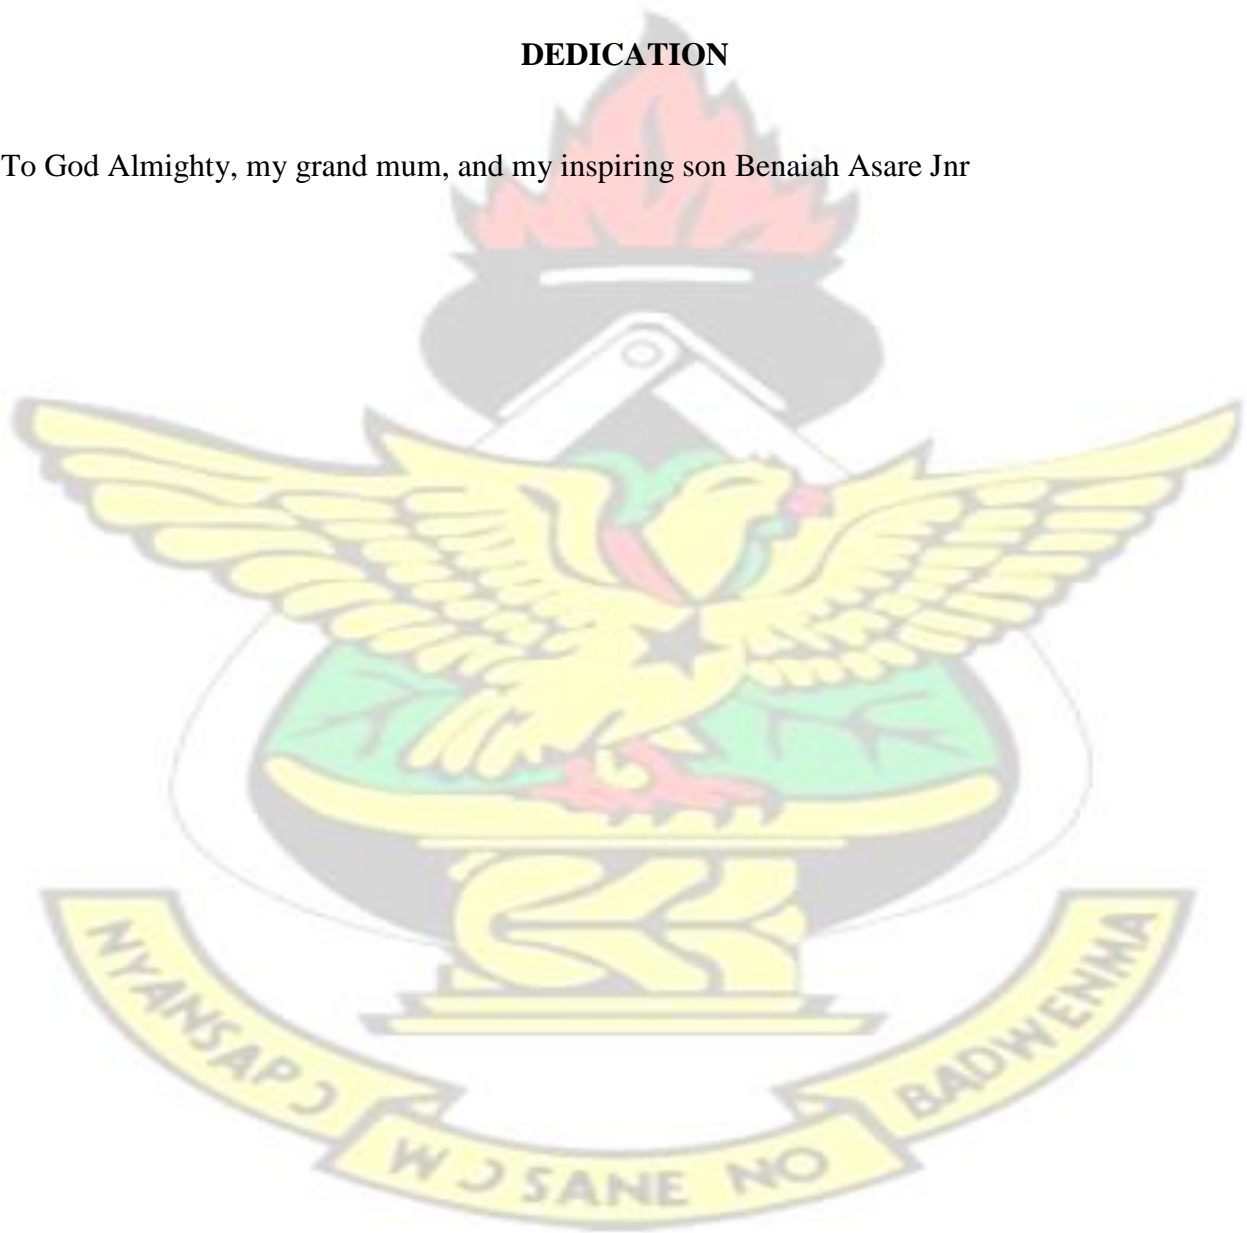 DEDICATION
To God Almighty, my grand mum, and my inspiring son Benaiah Asare Jnr
NYANSAPƆ
WƆSANE NO
BADWENMA